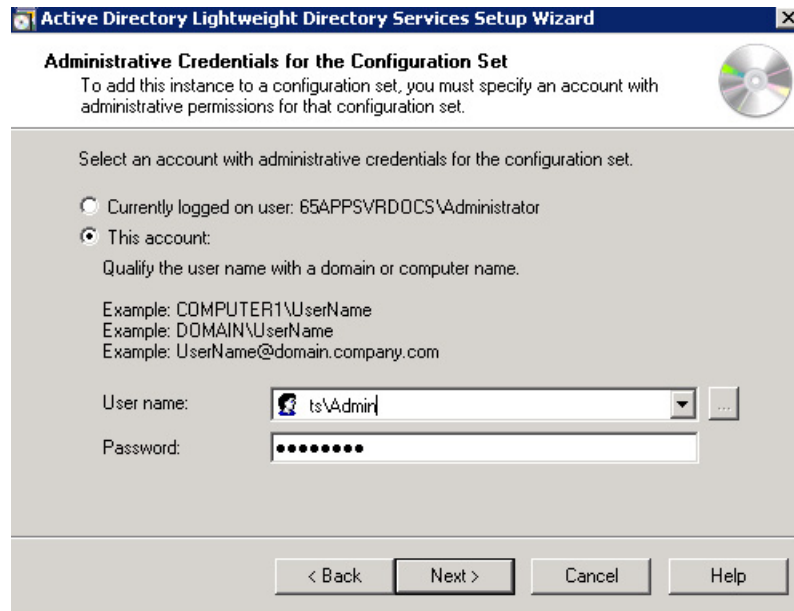 Active Directory Lightweight Directory Services Setup Wizard
Administrative Credentials for the Configuration Set
To add this instance to a configuration set, you must specify an account with
administrative permissions for that configuration set.
Select an account with administrative credentials for the configuration set.
Currently logged on user: 65APPSVRDOCS\Administrator
This account:
Qualify the user name with a domain or computer name.
Example: COMPUTER1\UserName
Example: DOMAIN\UserName
Example: UserName@domain.company.com
User name: ts\Admin ...
Password: ●●●●●●●●
< Back Next > Cancel Help